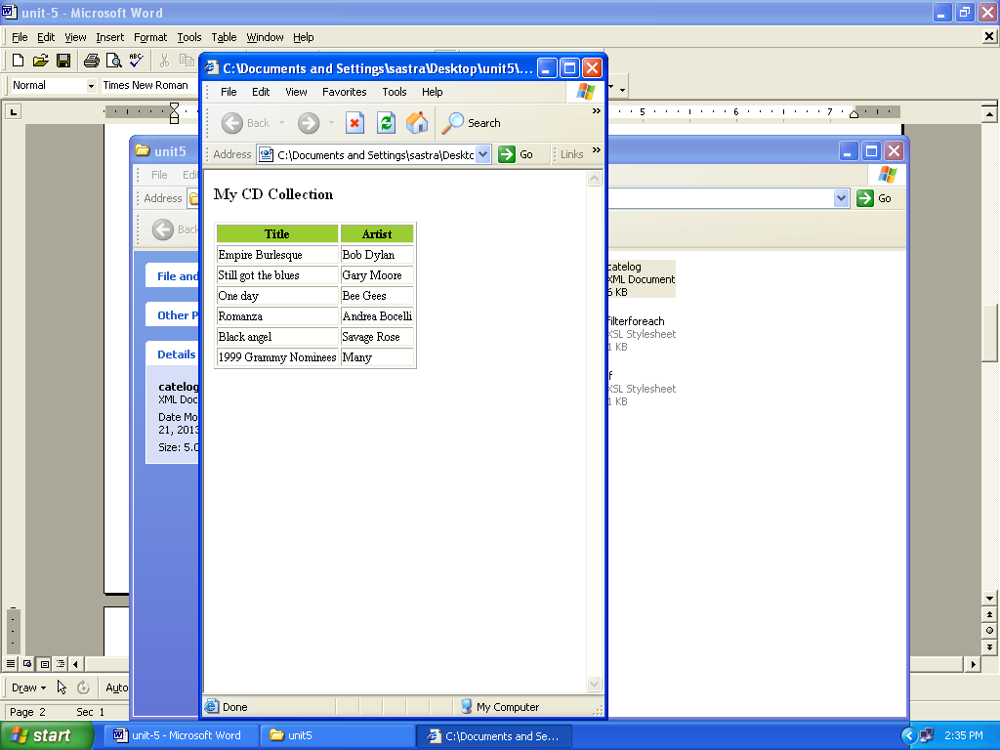 unit-5 - Microsoft Word
File Edit View Insert Format Tools Table Window Help
Normal Times New Roman
C:\Documents and Settings\sastra\Desktop\unit5\...
File Edit View Favorites Tools Help
Back Search
Address C:\Documents and Settings\sastra\Deskto Go Links
5 6 7
unit5
File Edi
Address Go
Back
My CD Collection
Title Artist
Empire Burlesque Bob Dylan
Still got the blues Gary Moore
One day Bee Gees
Romanza Andrea Bocelli
Black angel Savage Rose
1999 Grammy Nominees Many
File and
Other P
Details
catelog
XML Doc
Date Mo
21, 2013
Size: 5.0
catelog
XML Document
6 KB
filterforeach
XSL Stylesheet
1 KB
f
XSL Stylesheet
1 KB
Draw Auto
Done My Computer
Page 2 Sec 1
start unit-5 - Microsoft Word unit5 C:\Documents and Se... 2:35 PM